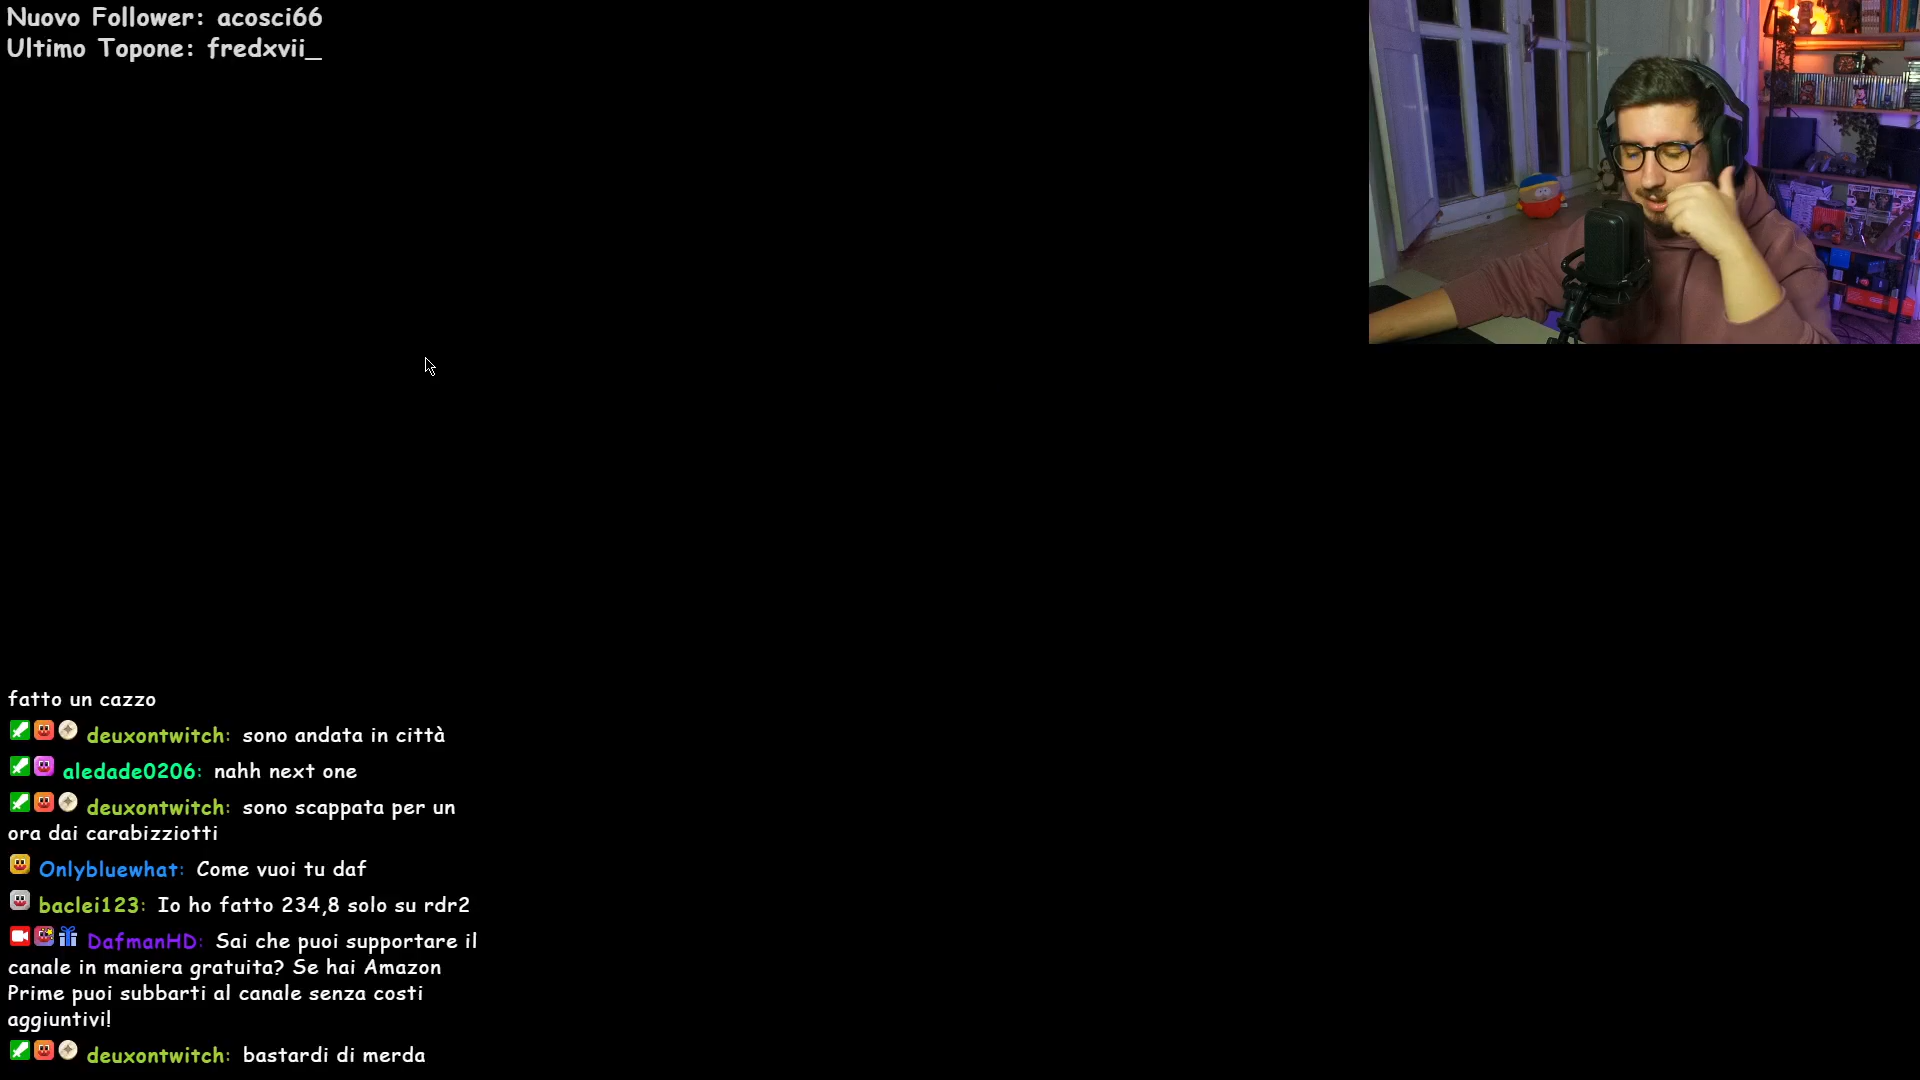 Nuovo Follower: acosci66
Ultimo Topone: fredxvii_
fatto un cazzo
deuxontwitch: sono andata in città
aledade0206: nahh next one
deuxontwitch: sono scappata per un
ora dai carabizziotti
Onlybluewhat: Come vuoi tu daf
baclei123: Io ho fatto 234,8 solo su rdr2
DafmanHD: Sai che puoi supportare il
canale in maniera gratuita? Se hai Amazon
Prime puoi subbarti al canale senza costi
aggiuntivi!
deuxontwitch: bastardi di merda